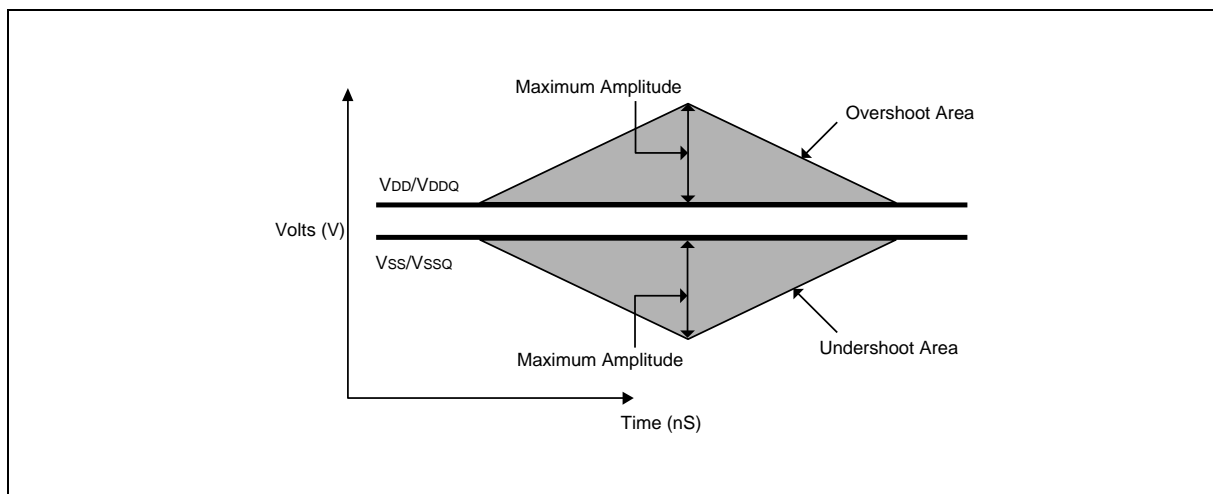 Maximum Amplitude
Overshoot Area
VDD/VDDQ
Volts (V)
VSS/VSSQ
Maximum Amplitude
Undershoot Area
Time (nS)